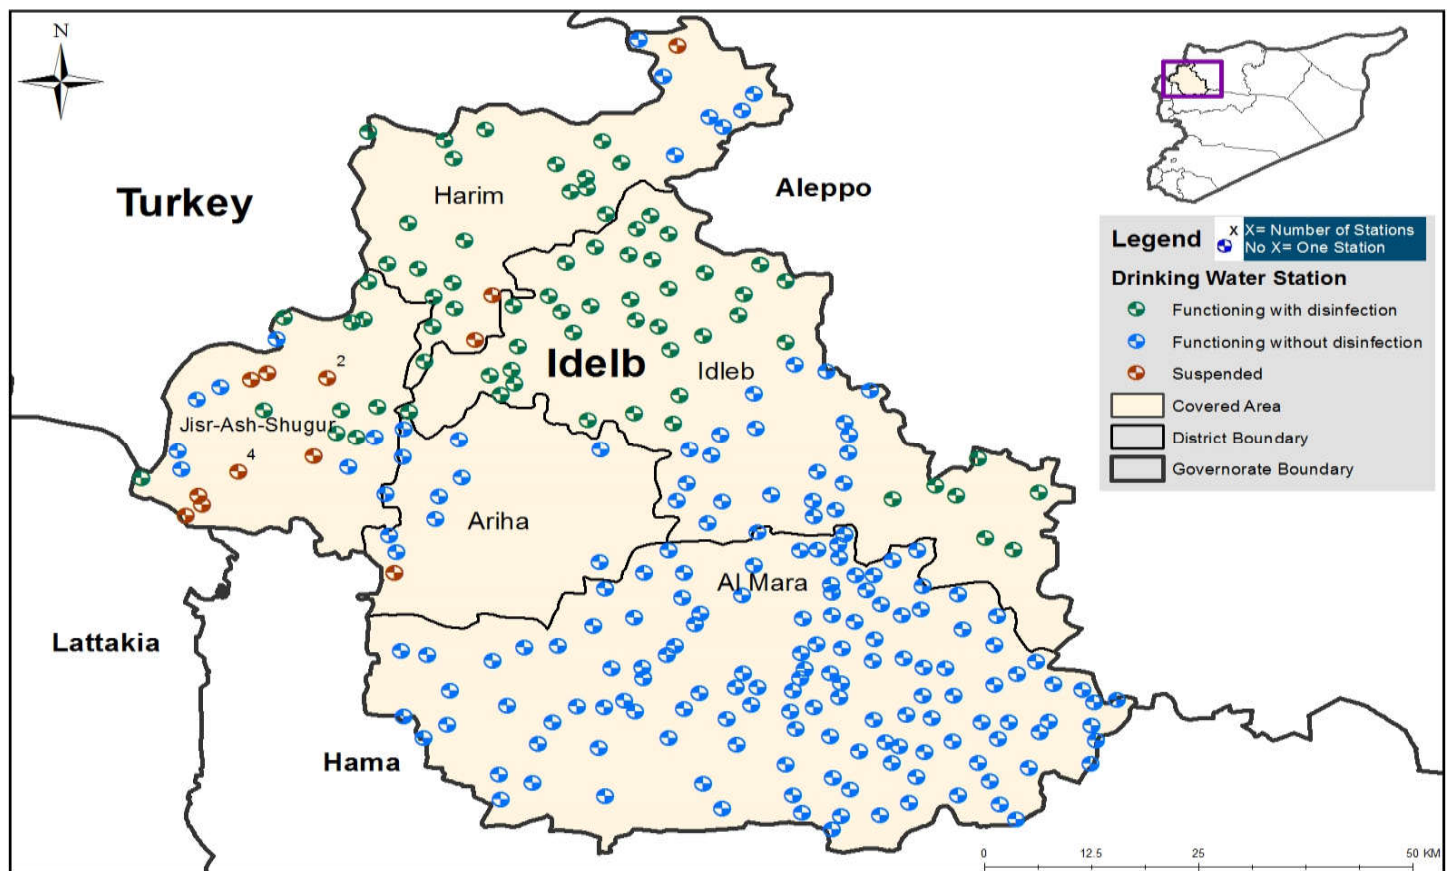 N
Turkey
Harim
Aleppo
Legend
X
X= Number of Stations
No X= One Station
Drinking Water Station
Functioning with disinfection
Functioning without disinfection
Suspended
Covered Area
District Boundary
Governorate Boundary
2
Idelb
Idleb
Jisr-Ash-Shugur
4
Ariha
Al Mara
Lattakia
Hama
0 12.5 25 50 KM